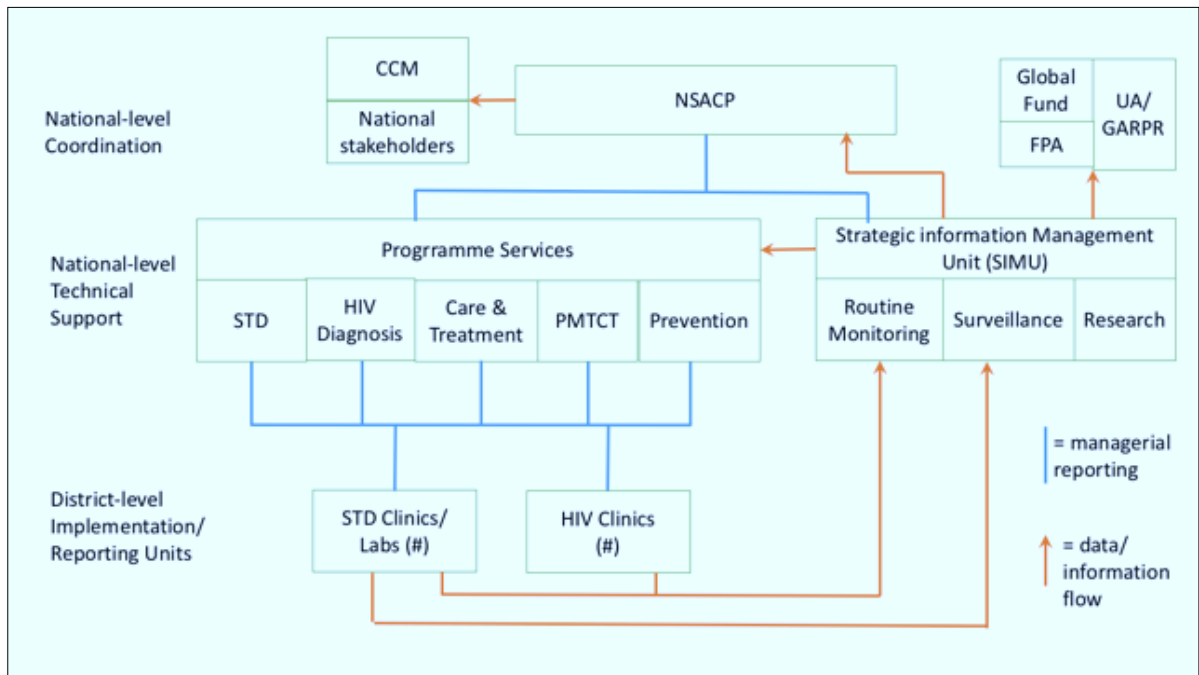 National-level
Coordination
CCM
National
stakeholders
NSACP
Global
Fund
FPA
UA/
GARPR
National-level
Technical
Support
Programme Services
STD
HIV
Diagnosis
Care &
Treatment
PMTCT
Prevention
Strategic information Management
Unit (SIMU)
Routine
Monitoring
Surveillance
Research
District-level
Implementation/
Reporting Units
STD Clinics/
Labs (#)
HIV Clinics
(#)
= managerial
reporting
= data/
information
flow